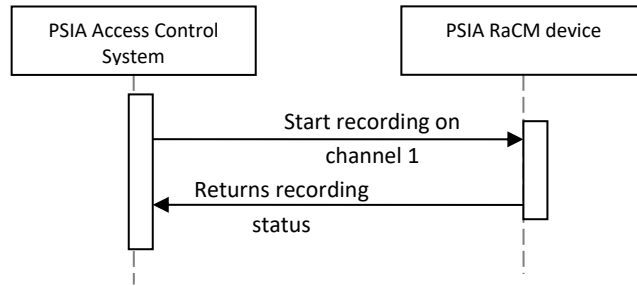 PSIA Access Control
System
PSIA RaCM device
Start recording on
channel 1
Returns recording
status